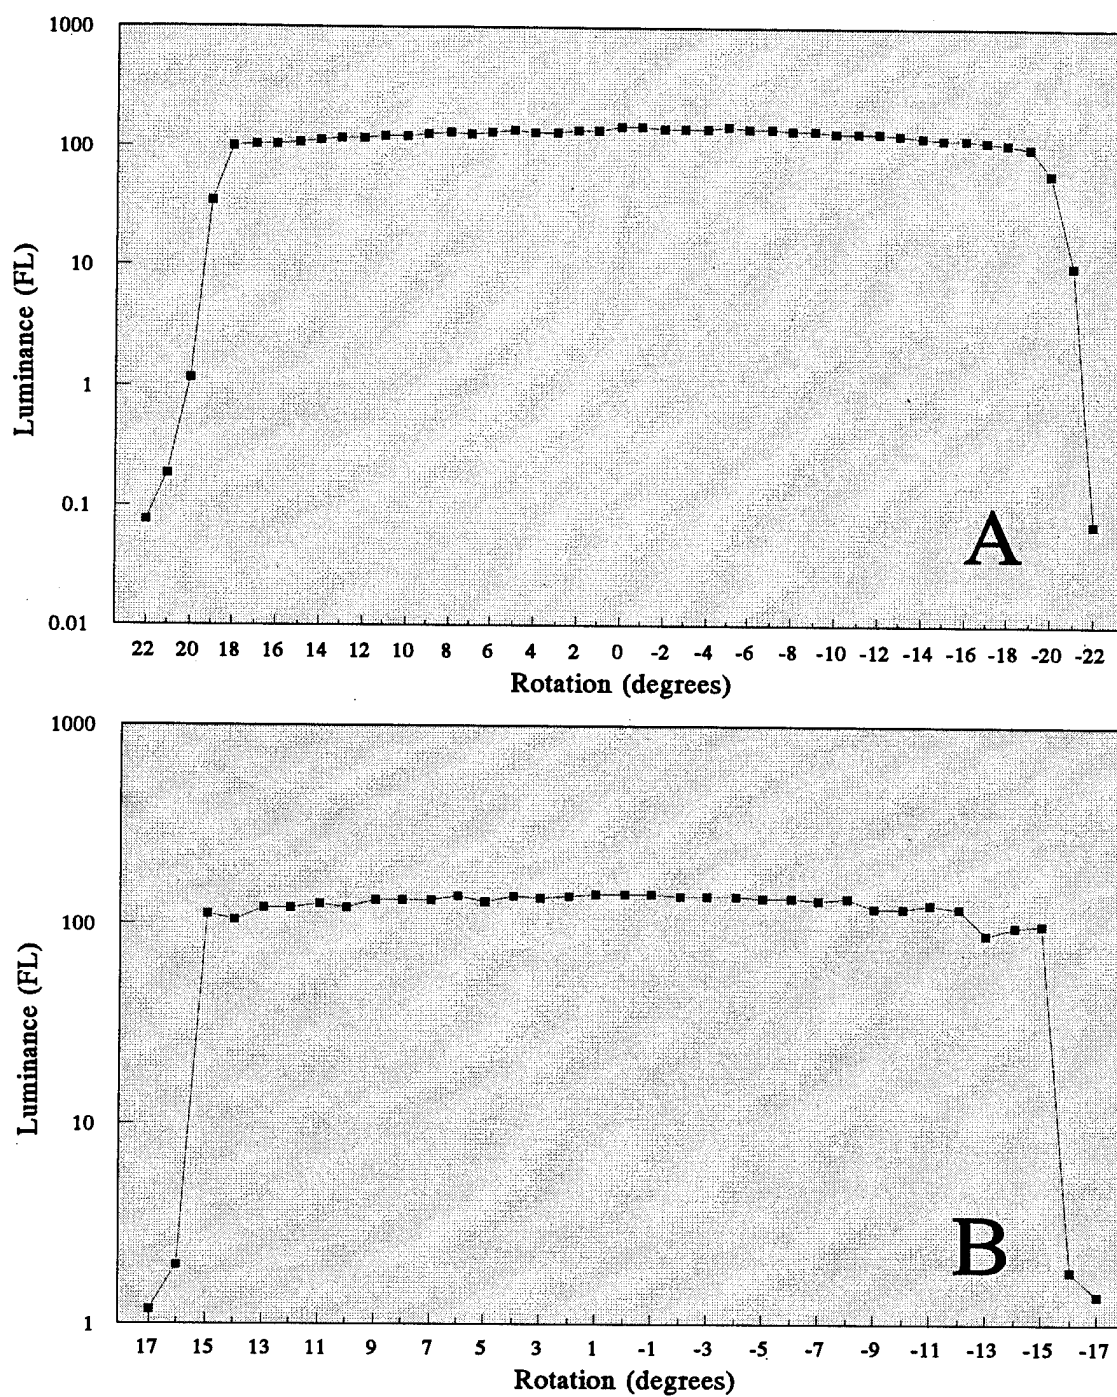 1000
100
10
1
0.1
0.01
Luminance (FL)
A
22 20 18 16 14 12 10 8 6 4 2 0 -2 -4 -6 -8 -10 -12 -14 -16 -18 -20 -22
Rotation (degrees)
1000
100
10
1
Luminance (FL)
B
17 15 13 11 9 7 5 3 1 -1 -3 -5 -7 -9 -11 -13 -15 -17
Rotation (degrees)